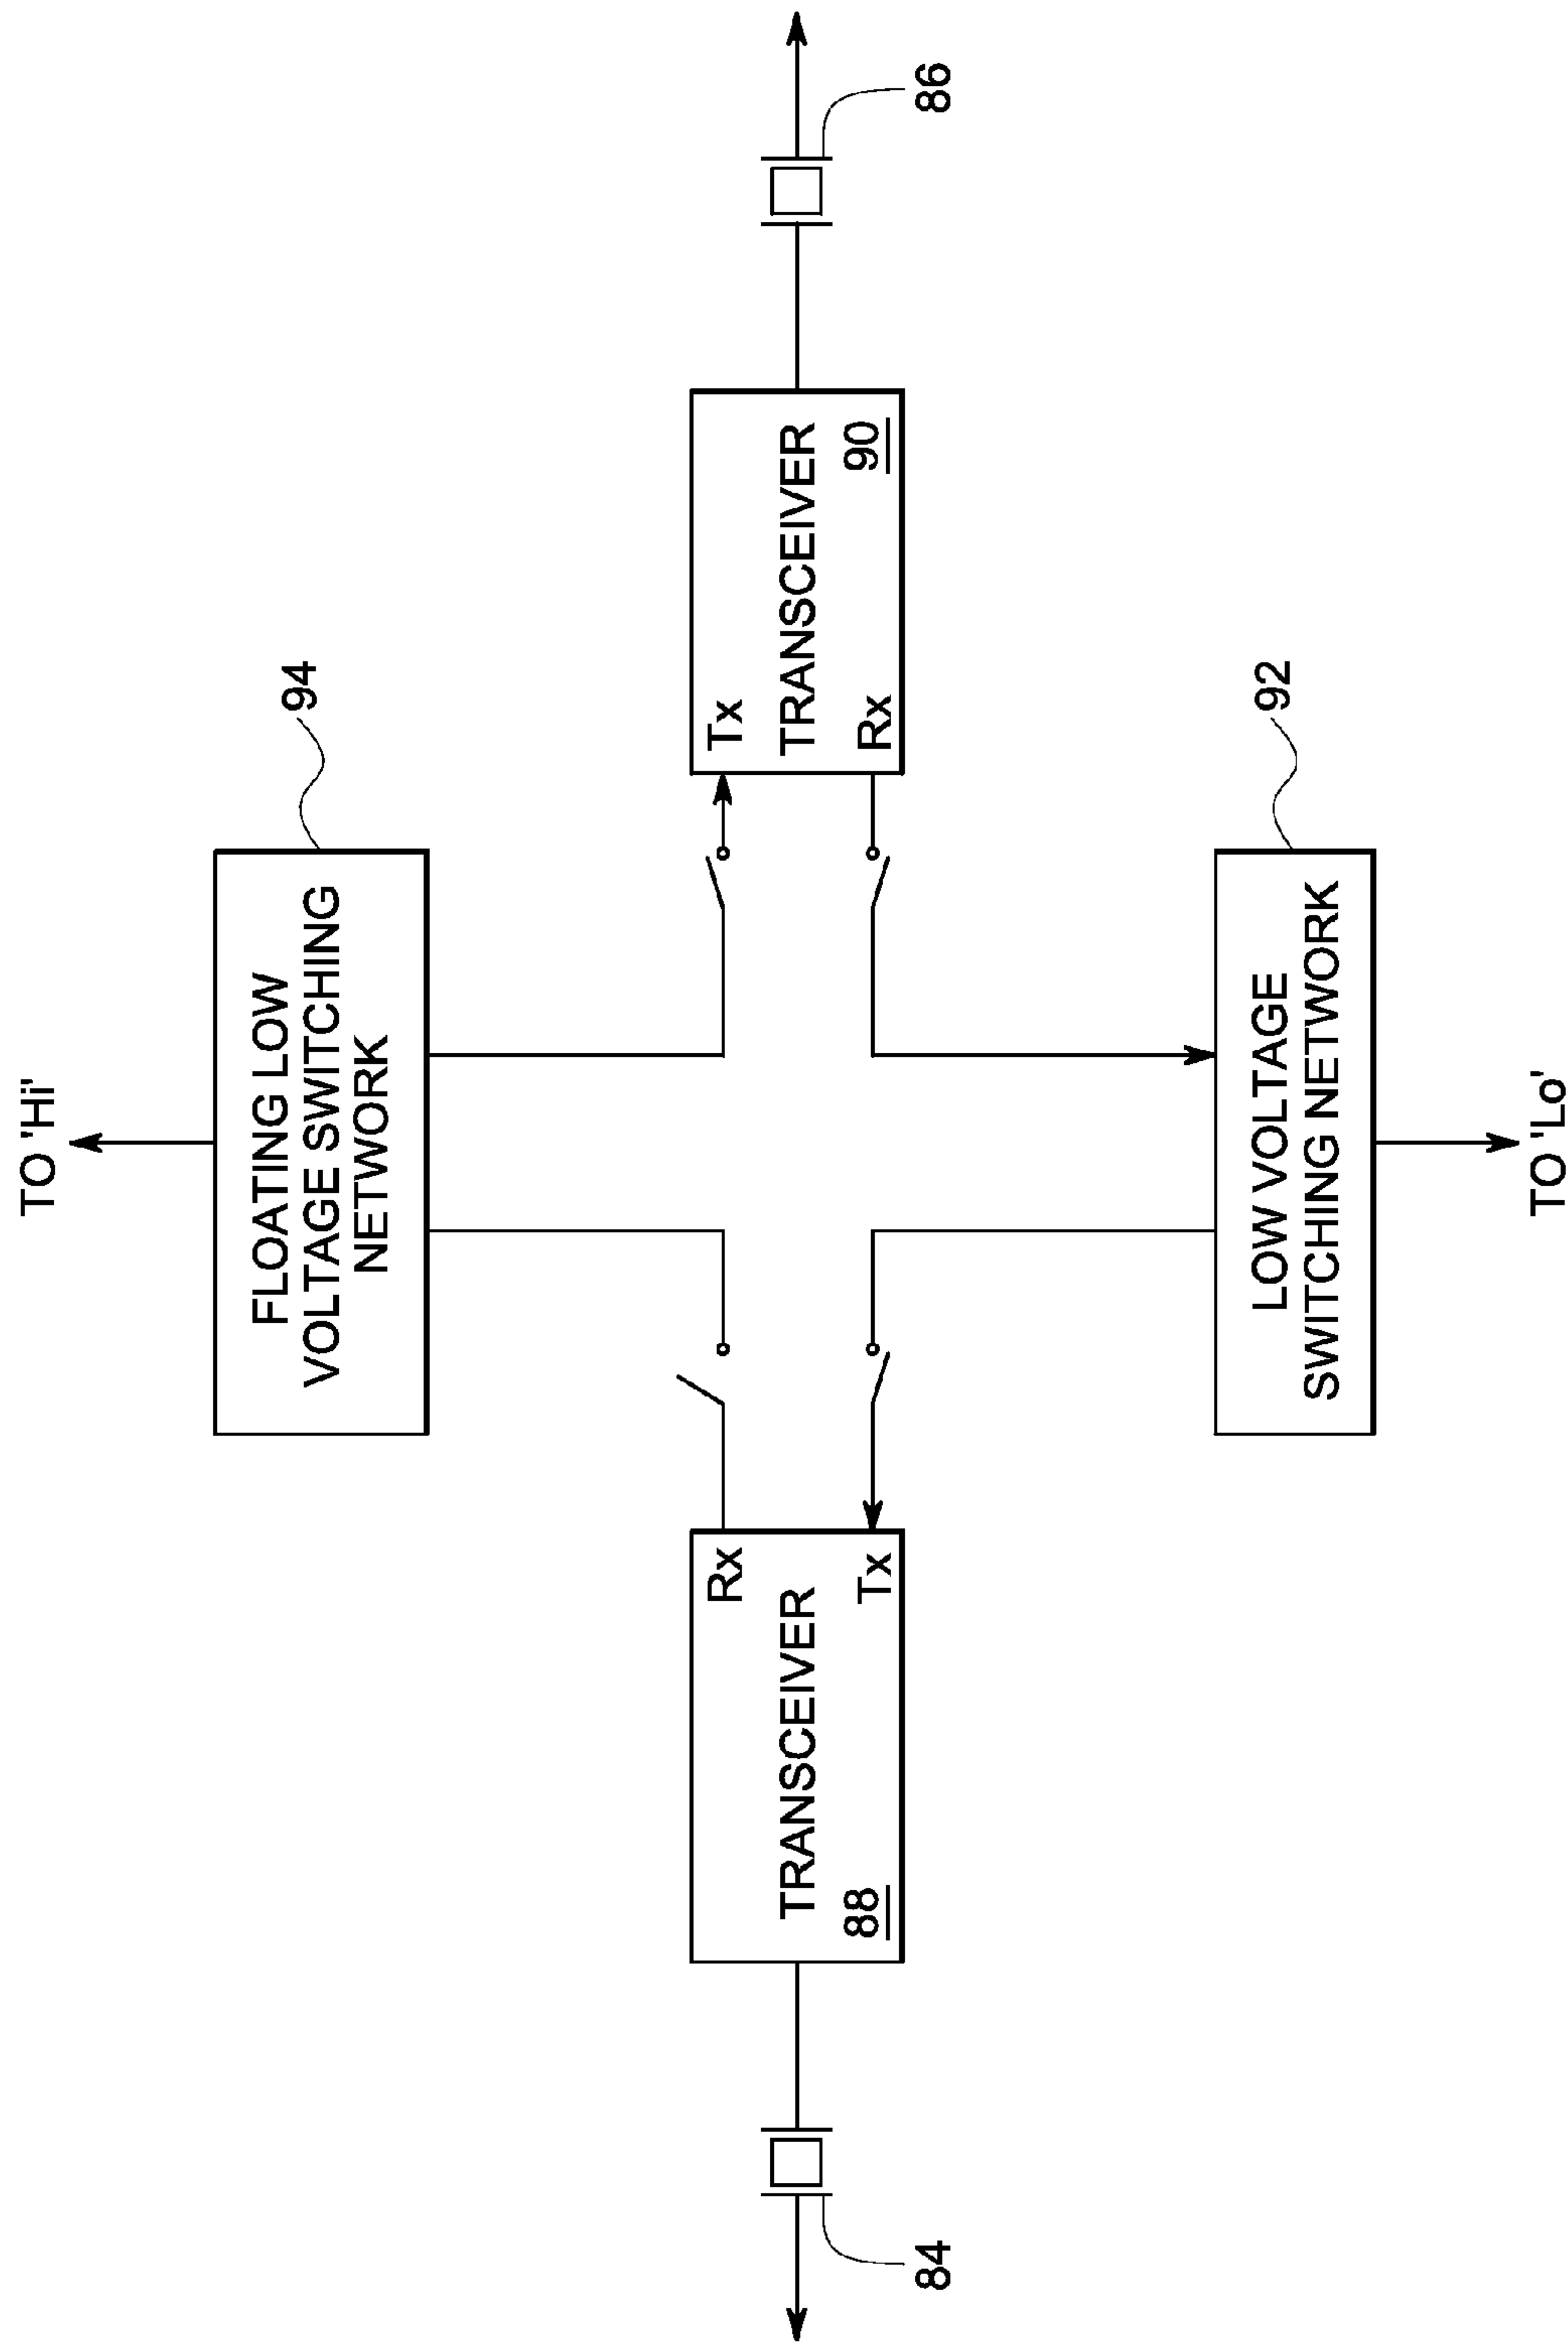 TO 'Hi'
FLOATING LOW
VOLTAGE SWITCHING
NETWORK
94
Rx
TRANSCEIVER
88
Tx
Tx
TRANSCEIVER
Rx
90
84
86
LOW VOLTAGE
SWITCHING NETWORK
92
TO 'Lo'